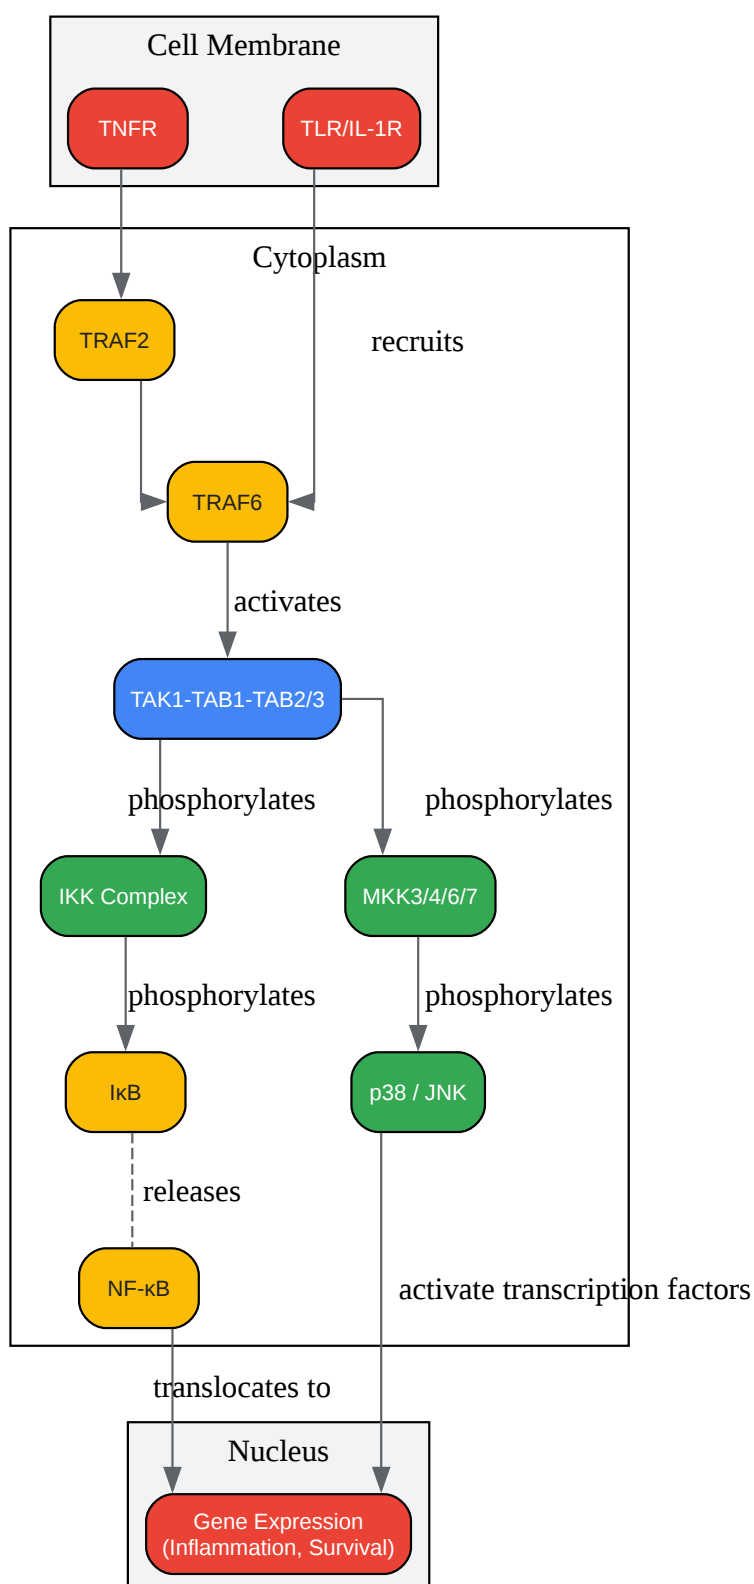 Cell Membrane
TNFR
TLR/IL-1R
Cytoplasm
TRAF2
recruits
TRAF6
activates
TAK1-TAB1-TAB2/3
phosphorylates
phosphorylates
IKK Complex
MKK3/4/6/7
phosphorylates
phosphorylates
IκB
p38 / JNK
releases
NF-κB
activate transcription factors
translocates to
Nucleus
Gene Expression
(Inflammation, Survival)